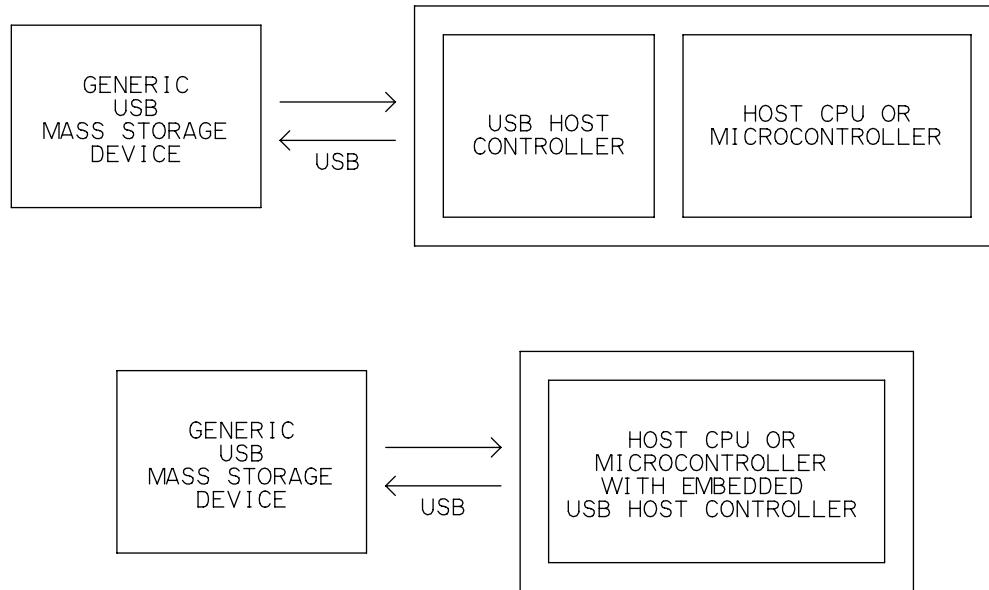 GENERIC
USB
MASS STORAGE
DEVICE
USB
USB HOST
CONTROLLER
HOST CPU OR
MICROCONTROLLER
GENERIC
USB
MASS STORAGE
DEVICE
USB
HOST CPU OR
MICROCONTROLLER
WITH EMBEDDED
USB HOST CONTROLLER